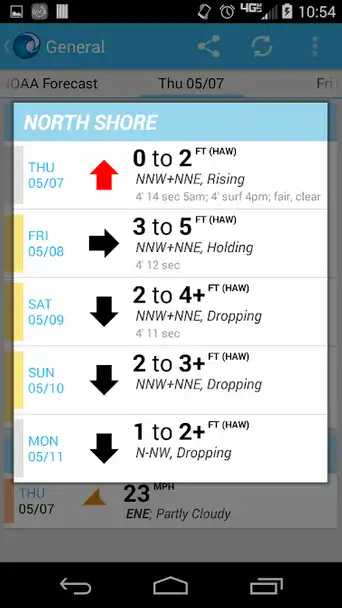 4G LTE 10:54
General
NOAA Forecast Thu 05/07 Fri
NORTH SHORE
THU
05/07
0 to 2 FT (HAW)
NNW+NNE, Rising
4' 14 sec 5am; 4' surf 4pm; fair, clear
FRI
05/08
3 to 5 FT (HAW)
NNW+NNE, Holding
4' 12 sec
SAT
05/09
2 to 4+ FT (HAW)
NNW+NNE, Dropping
4' 11 sec
SUN
05/10
2 to 3+ FT (HAW)
NNW+NNE, Dropping
MON
05/11
1 to 2+ FT (HAW)
N-NW, Dropping
THU
05/07
23 MPH
ENE; Partly Cloudy